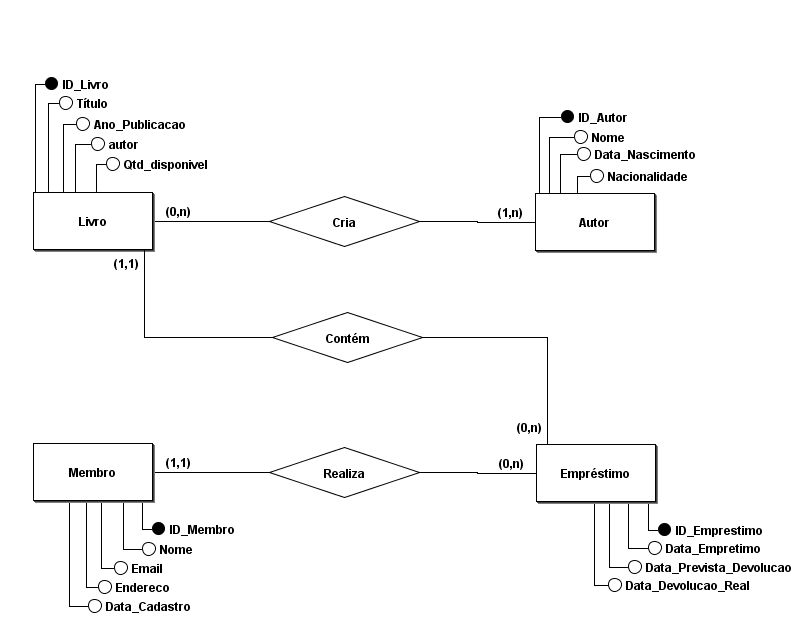 ID_Livro
Título
Ano_Publicacao
autor
Qtd_disponivel
ID_Autor
Nome
Data_Nascimento
Nacionalidade
Livro
(0,n)
Cria
(1,n)
Autor
(1,1)
Contém
(0,n)
Membro
(1,1)
Realiza
(0,n)
Empréstimo
ID_Membro
Nome
Email
Endereco
Data_Cadastro
ID_Emprestimo
Data_Empretimo
Data_Prevista_Devolucao
Data_Devolucao_Real